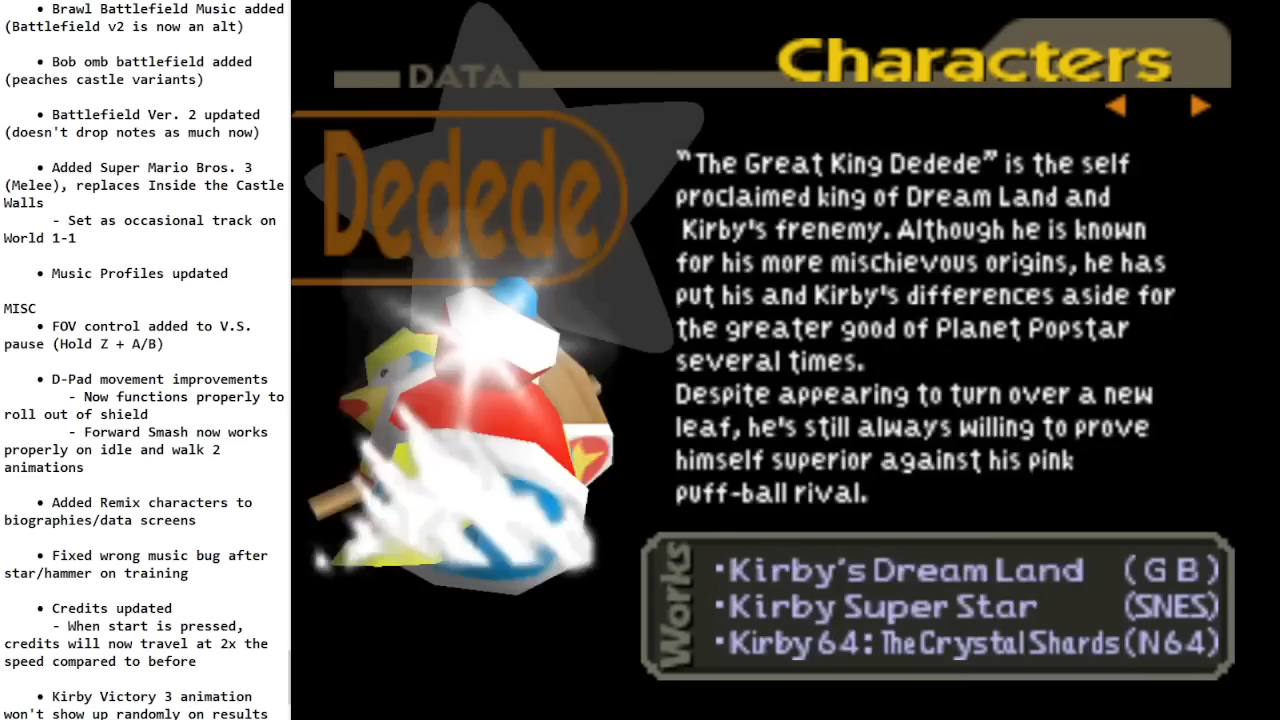 • Brawl Battlefield Music added
(Battlefield v2 is now an alt)
• Bob omb battlefield added
(peaches castle variants)
• Battlefield Ver. 2 updated
(doesn't drop notes as much now)
• Added Super Mario Bros. 3
(Melee), replaces Inside the Castle
Walls
- Set as occasional track on
World 1-1
• Music Profiles updated
MISC
• FOV control added to V.S.
pause (Hold Z + A/B)
• D-Pad movement improvements
- Now functions properly to
roll out of shield
- Forward Smash now works
properly on idle and walk 2
animations
• Added Remix characters to
biographies/data screens
• Fixed wrong music bug after
star/hammer on training
• Credits updated
- When start is pressed,
credits will now travel at 2x the
speed compared to before
• Kirby Victory 3 animation
won't show up randomly on results
DATA
Characters
Dedede
"The Great King Dedede" is the self
proclaimed king of Dream Land and
Kirby's frenemy. Although he is known
for his more mischievous origins, he has
put his and Kirby's differences aside for
the greater good of Planet Popstar
several times.
Despite appearing to turn over a new
leaf, he's still always willing to prove
himself superior against his pink
puff-ball rival.
Works
·Kirby's Dream Land (GB)
·Kirby Super Star (SNES)
·Kirby 64: The Crystal Shards (N64)